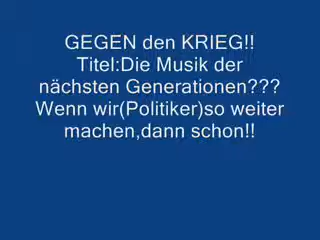 GEGEN den KRIEG!!
Titel:Die Musik der
nächsten Generationen???
Wenn wir(Politiker)so weiter
machen,dann schon!!